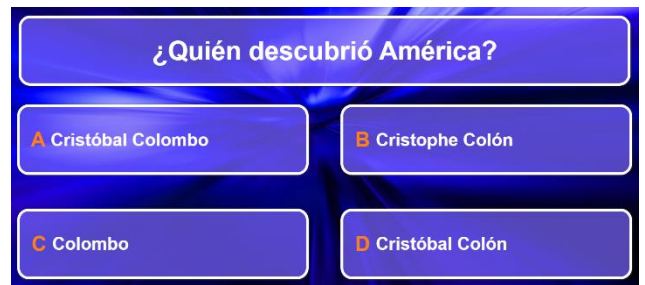 ¿Quién descubrió América?
A Cristóbal Colombo
B Cristophe Colón
C Colombo
D Cristóbal Colón